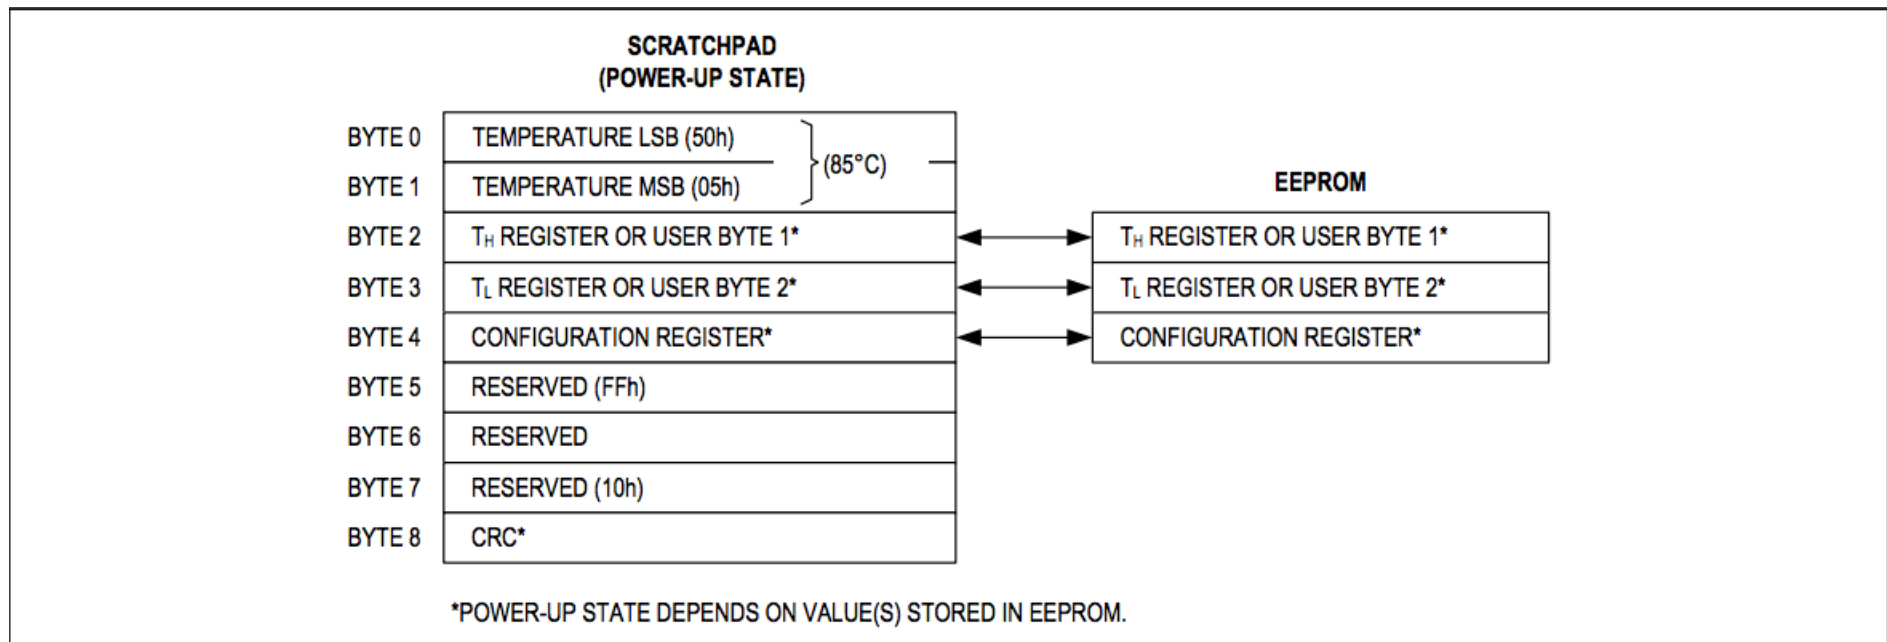 SCRATCHPAD
(POWER-UP STATE)
BYTE 0 TEMPERATURE LSB (50h)
(85°C)
BYTE 1 TEMPERATURE MSB (05h)
EEPROM
BYTE 2 TH REGISTER OR USER BYTE 1* TH REGISTER OR USER BYTE 1*
BYTE 3 TL REGISTER OR USER BYTE 2* TL REGISTER OR USER BYTE 2*
BYTE 4 CONFIGURATION REGISTER* CONFIGURATION REGISTER*
BYTE 5 RESERVED (FFh)
BYTE 6 RESERVED
BYTE 7 RESERVED (10h)
BYTE 8 CRC*
*POWER-UP STATE DEPENDS ON VALUE(S) STORED IN EEPROM.